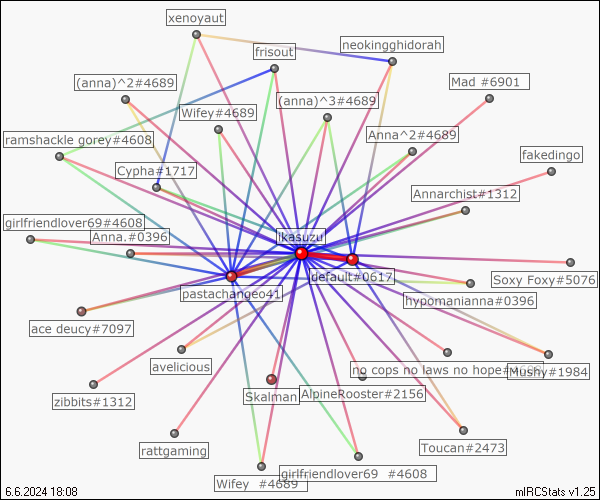 xenoyaut
neokingghidorah
frisout
(anna)^2#4689
Mad #6901
Wifey#4689
(anna)^3#4689
ramshackle gorey#4608
Anna^2#4689
fakedingo
Cypha#1717
Annarchist#1312
girlfriendlover69#4608
Anna.#0396
ikasuzu
default#0617
Soxy Foxy#5076
pastachangeo41
hypomanianna#0396
ace deucy#7097
avelicious
no cops no laws no hope
Mushy#1984
zibbits#1312
Skalman
AlpineRooster#2156
rattgaming
Toucan#2473
girlfriendlover69 #4608
Wifey #4689
6.6.2024 18:08
mIRCStats v1.25